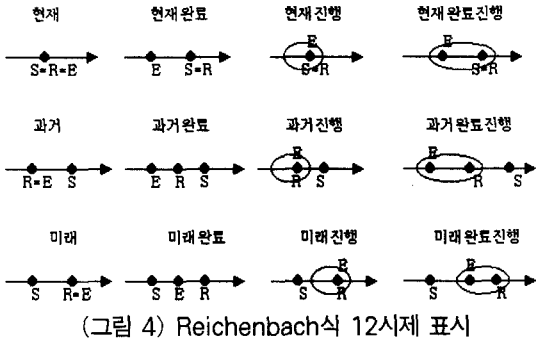 현재 현재 완료 현재 진행 현재 완료 진행
E E
S=R=E E S=R S=R S=R
과거 과거 완료 과거 진행 과거 완료 진행
E E
R=E S E R S R S R S
미래 미래 완료 미래 진행 미래 완료 진행
E E
S R=E S E R S R S R
(그림 4) Reichenbach식 12시제 표시